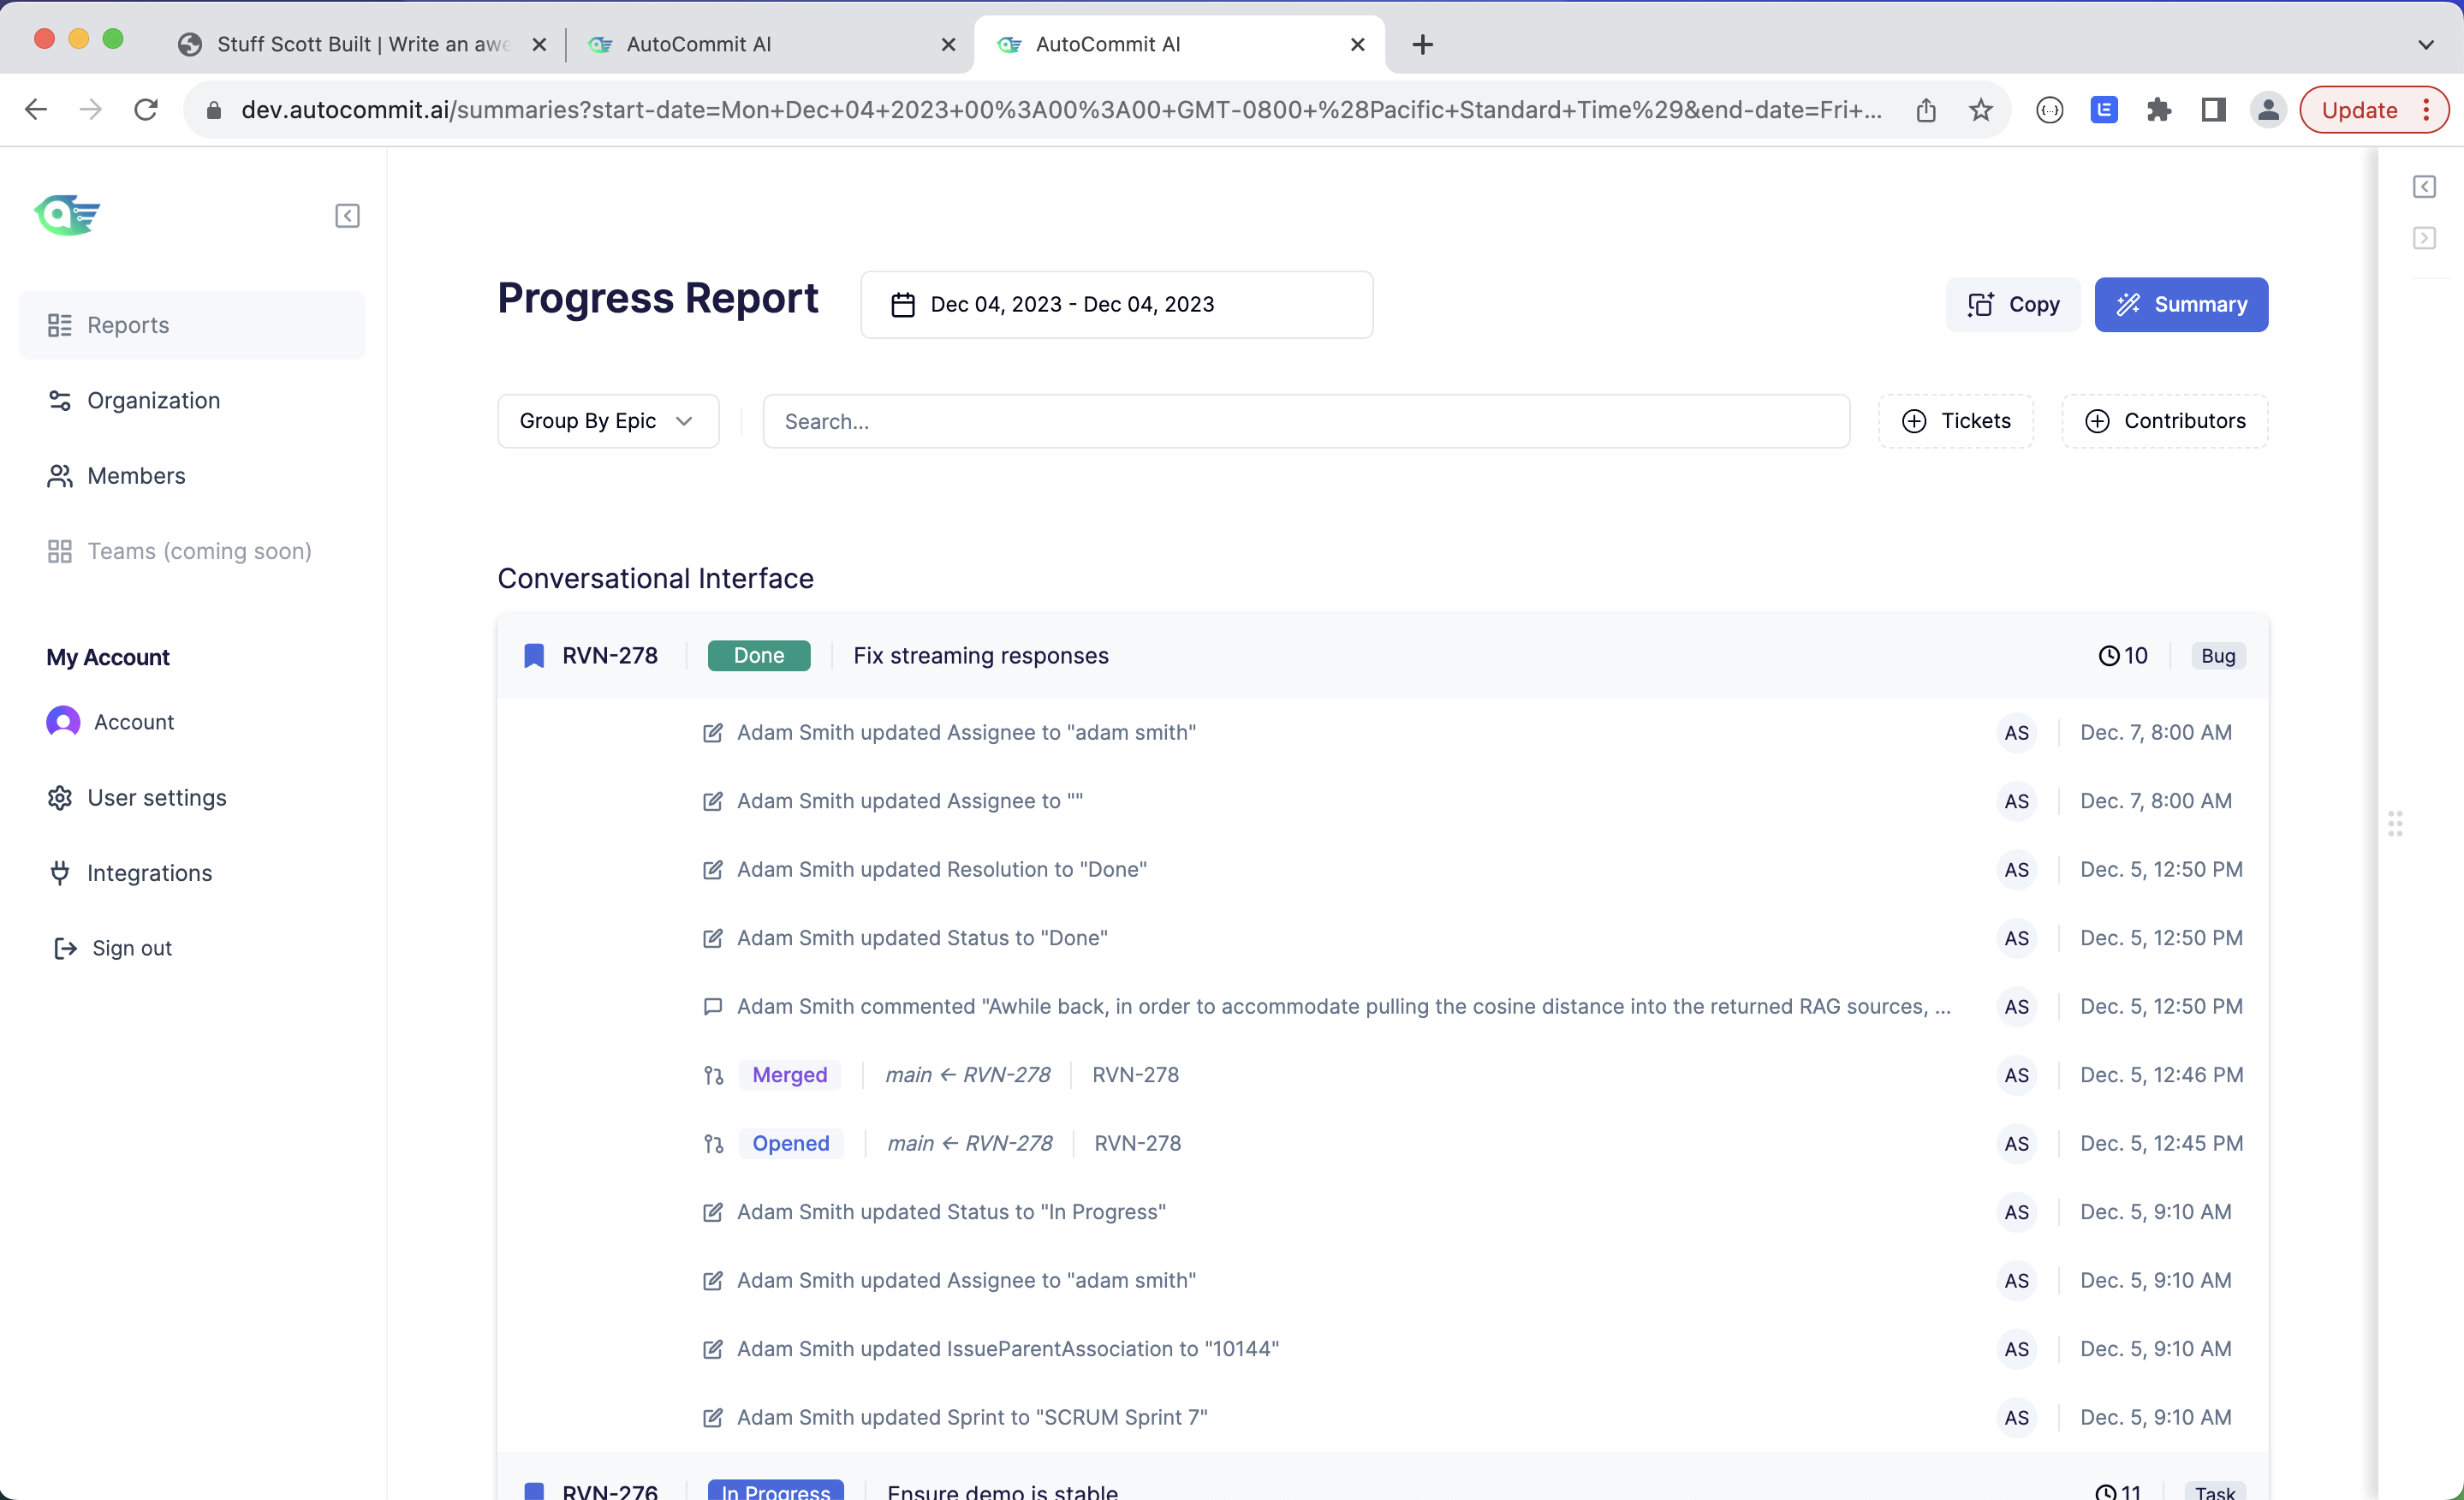 Stuff Scott Built | Write an awe
AutoCommit AI
AutoCommit AI
dev.autocommit.ai/summaries?start-date=Mon+Dec+04+2023+00%3A00%3A00+GMT-0800+%28Pacific+Standard+Time%29&end-date=Fri+...
Update
Reports
Organization
Members
Teams (coming soon)
My Account
Account
User settings
Integrations
Sign out
Progress Report
Dec 04, 2023 - Dec 04, 2023
Copy
Summary
Group By Epic
Search...
Tickets
Contributors
Conversational Interface
RVN-278 Done Fix streaming responses 10 Bug
Adam Smith updated Assignee to "adam smith" AS Dec. 7, 8:00 AM
Adam Smith updated Assignee to "" AS Dec. 7, 8:00 AM
Adam Smith updated Resolution to "Done" AS Dec. 5, 12:50 PM
Adam Smith updated Status to "Done" AS Dec. 5, 12:50 PM
Adam Smith commented "Awhile back, in order to accommodate pulling the cosine distance into the returned RAG sources, ... AS Dec. 5, 12:50 PM
Merged main ← RVN-278 RVN-278 AS Dec. 5, 12:46 PM
Opened main ← RVN-278 RVN-278 AS Dec. 5, 12:45 PM
Adam Smith updated Status to "In Progress" AS Dec. 5, 9:10 AM
Adam Smith updated Assignee to "adam smith" AS Dec. 5, 9:10 AM
Adam Smith updated IssueParentAssociation to "10144" AS Dec. 5, 9:10 AM
Adam Smith updated Sprint to "SCRUM Sprint 7" AS Dec. 5, 9:10 AM
RVN-276 In Progress Ensure demo is stable 11 Task